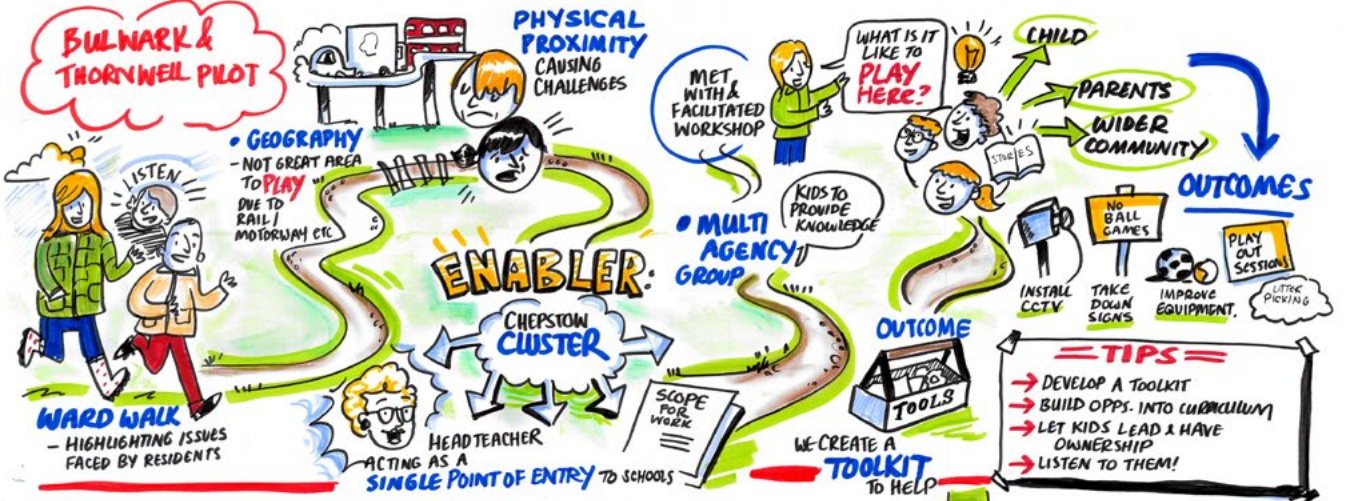 BULWARK &
THORNWELL PILOT
LISTEN
WARD WALK
- HIGHLIGHTING ISSUES
FACED BY RESIDENTS
• GEOGRAPHY
- NOT GREAT AREA
TO PLAY
DUE TO
RAIL /
MOTORWAY ETC
PHYSICAL
PROXIMITY
CAUSING
CHALLENGES
ENABLER:
CHEPSTOW
CLUSTER
HEADTEACHER
ACTING AS A
SINGLE POINT OF ENTRY TO SCHOOLS
SCOPE
FOR
WORK
MET
WITH &
FACILITATED
WORKSHOP
• MULTI
AGENCY
GROUP
KIDS TO
PROVIDE
KNOWLEDGE
WHAT IS IT
LIKE TO
PLAY
HERE?
STORIES
CHILD
PARENTS
WIDER
COMMUNITY
OUTCOMES
INSTALL
CCTV
NO
BALL
GAMES
TAKE
DOWN
SIGNS
IMPROVE
EQUIPMENT.
PLAY
OUT
SESSIONS
LITTER
PICKING
OUTCOME
TOOLS
WE CREATE A
TOOLKIT
TO HELP
= TIPS =
→ DEVELOP A TOOLKIT
→ BUILD OPPS. INTO CURRICULUM
→ LET KIDS LEAD & HAVE
OWNERSHIP
→ LISTEN TO THEM!